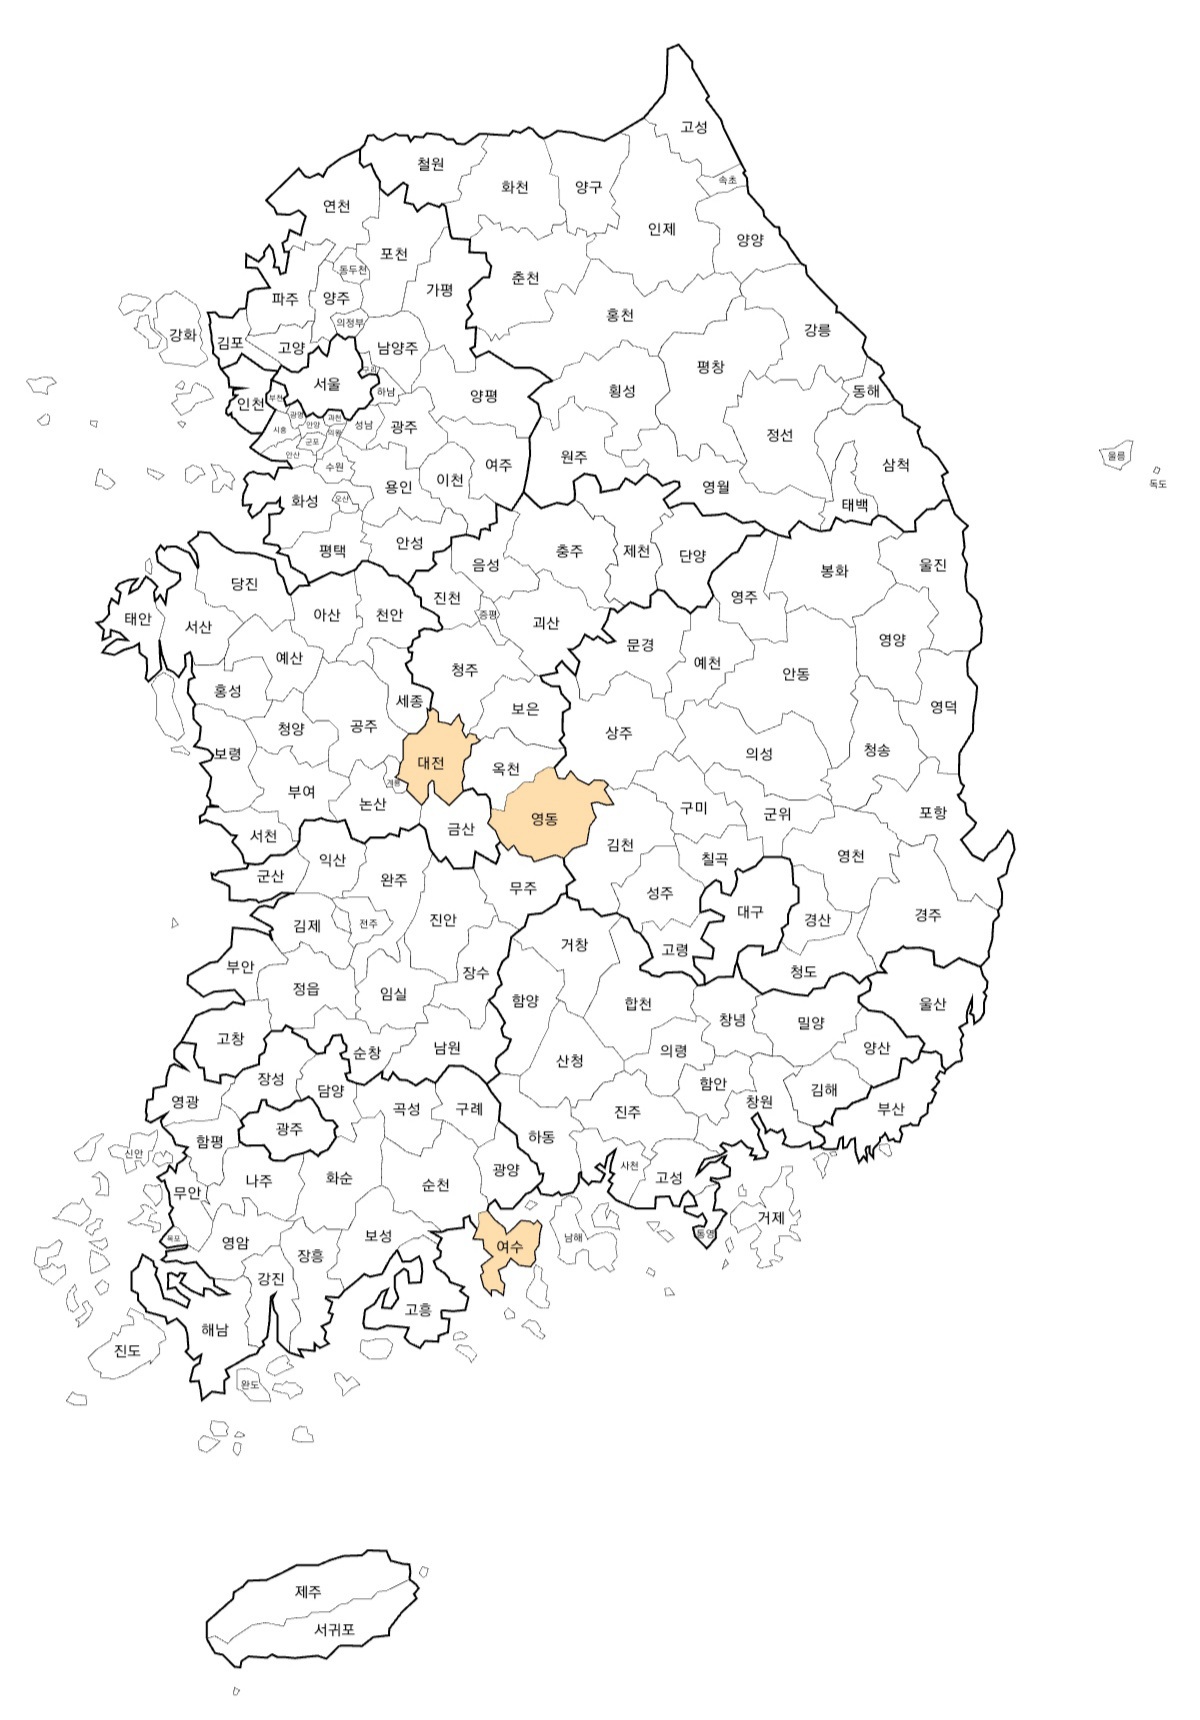 고성
철원
속초
화천
양구
연천
인제
양양
포천
동두천
춘천
가평
파주
양주
홍천
의정부
강릉
강화
김포
고양
남양주
평창
구리
서울
횡성
동해
하남
양평
부천
인천
광명
과천
안양
시흥
의왕
성남
광주
정선
군포
안산
원주
울릉
수원
여주
삼척
이천
독도
용인
영월
오산
화성
태백
안성
평택
충주
제천
단양
음성
울진
봉화
당진
진천
영주
증평
아산
천안
태안
괴산
서산
영양
문경
예산
예천
청주
안동
홍성
세종
영덕
보은
공주
청양
상주
보령
의성
청송
대전
옥천
계룡
부여
논산
구미
포항
군위
영동
금산
서천
김천
영천
익산
칠곡
군산
완주
무주
성주
대구
경주
진안
경산
전주
김제
거창
고령
부안
장수
청도
정읍
임실
함양
합천
울산
창녕
밀양
고창
남원
양산
의령
순창
산청
장성
함안
담양
김해
영광
창원
곡성
구례
부산
진주
광주
하동
함평
신안
사천
광양
화순
고성
나주
순천
무안
거제
통영
보성
남해
목포
영암
여수
장흥
강진
고흥
해남
진도
완도
제주
서귀포